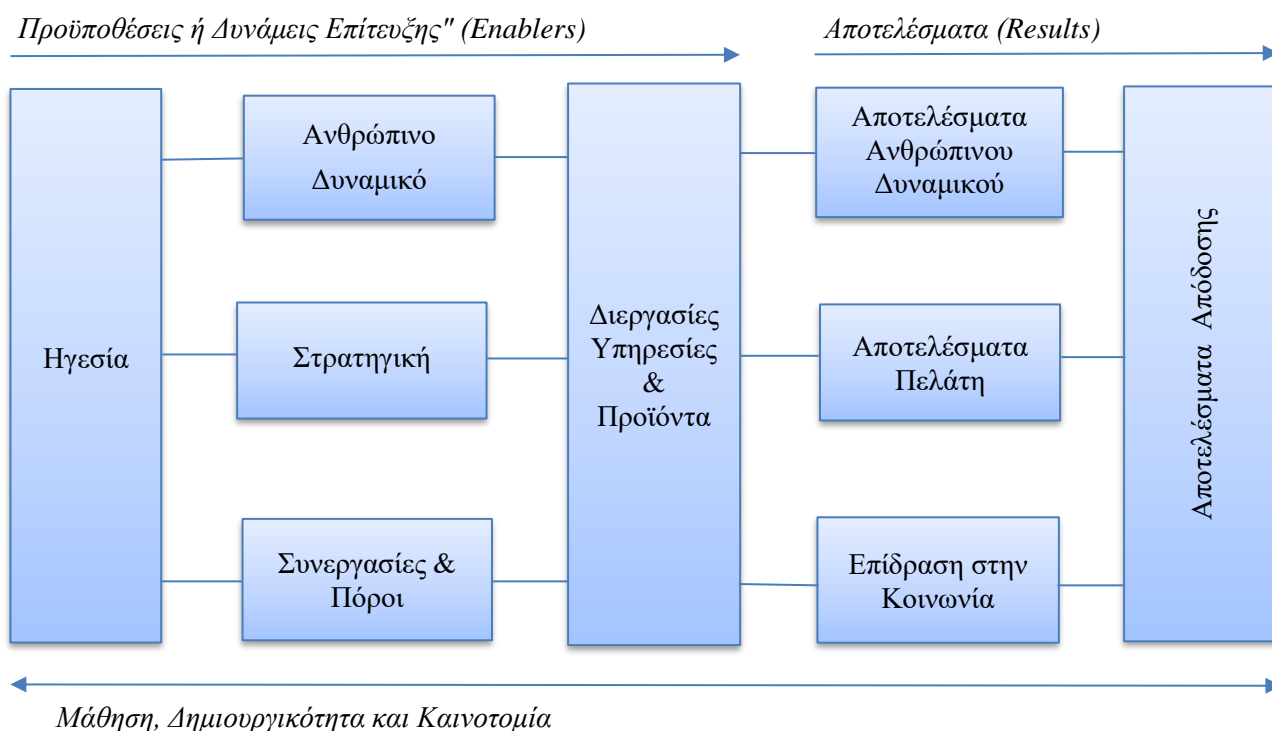 Προϋποθέσεις ή Δυνάμεις Επίτευξης" (Enablers)
Αποτελέσματα (Results)
Ηγεσία
Ανθρώπινο
Δυναμικό
Στρατηγική
Συνεργασίες &
Πόροι
Διεργασίες
Υπηρεσίες
&
Προϊόντα
Αποτελέσματα
Ανθρώπινου
Δυναμικού
Αποτελέσματα
Πελάτη
Επίδραση στην
Κοινωνία
Αποτελέσματα Απόδοσης
Μάθηση, Δημιουργικότητα και Καινοτομία